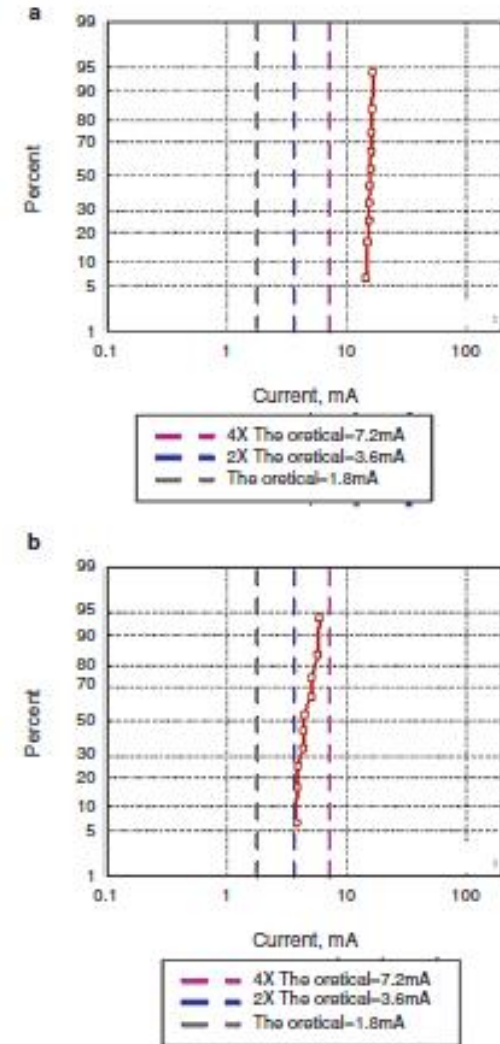 a
99
95
90
80
70
50
30
20
10
5
1
Percent
0.1 1 10 100
Current, mA
4X The oretical–7.2mA
2X The oretical–3.6mA
The oretical–1.8mA
b
99
95
90
80
70
50
30
20
10
5
1
Percent
0.1 1 10 100
Current, mA
4X The oretical–7.2mA
2X The oretical–3.6mA
The oretical–1.8mA